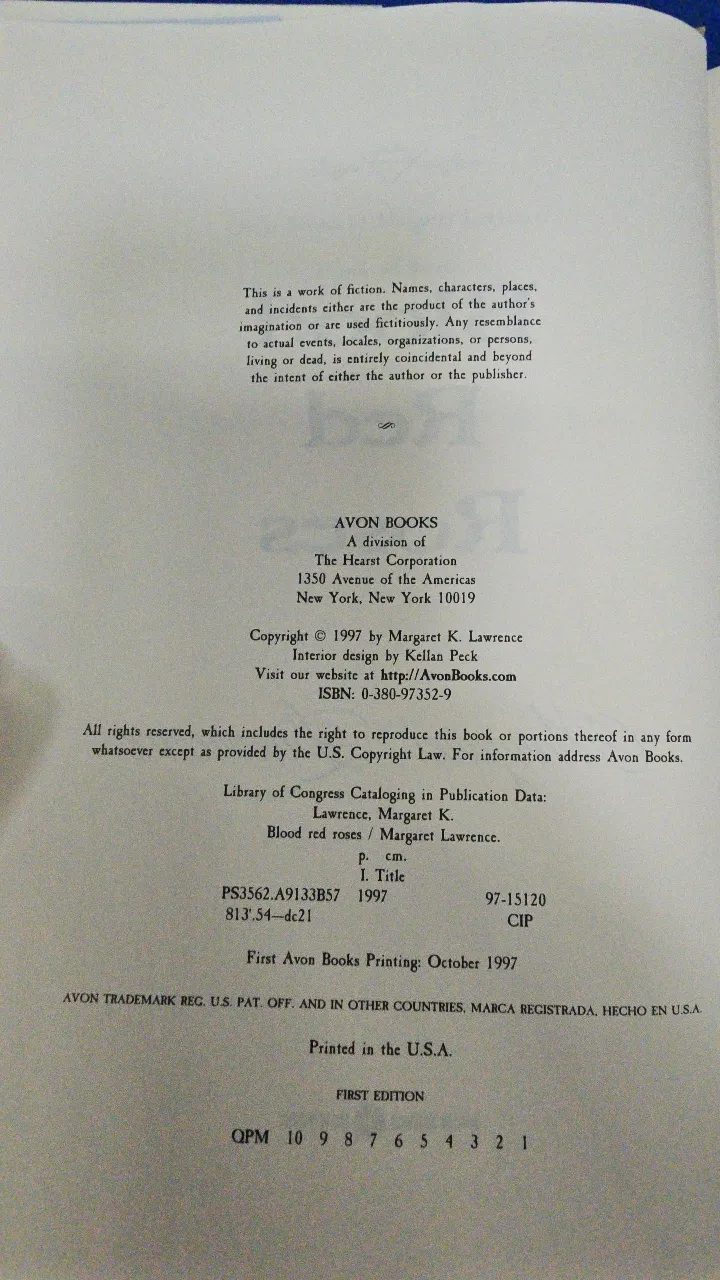 This is a work of fiction. Names, characters, places,
and incidents either are the product of the author's
imagination or are used fictitiously. Any resemblance
to actual events, locales, organizations, or persons,
living or dead, is entirely coincidental and beyond
the intent of either the author or the publisher.
AVON BOOKS
A division of
The Hearst Corporation
1350 Avenue of the Americas
New York, New York 10019
Copyright © 1997 by Margaret K. Lawrence
Interior design by Kellan Peck
Visit our website at http://AvonBooks.com
ISBN: 0-380-97352-9
All rights reserved, which includes the right to reproduce this book or portions thereof in any form
whatsoever except as provided by the U.S. Copyright Law. For information address Avon Books.
Library of Congress Cataloging in Publication Data:
Lawrence, Margaret K.
Blood red roses / Margaret Lawrence.
p. cm.
I. Title
PS3562.A9133B57 1997 97-15120
813'.54—dc21 CIP
First Avon Books Printing: October 1997
AVON TRADEMARK REG. U.S. PAT. OFF. AND IN OTHER COUNTRIES, MARCA REGISTRADA, HECHO EN U.S.A.
Printed in the U.S.A.
FIRST EDITION
QPM 10 9 8 7 6 5 4 3 2 1